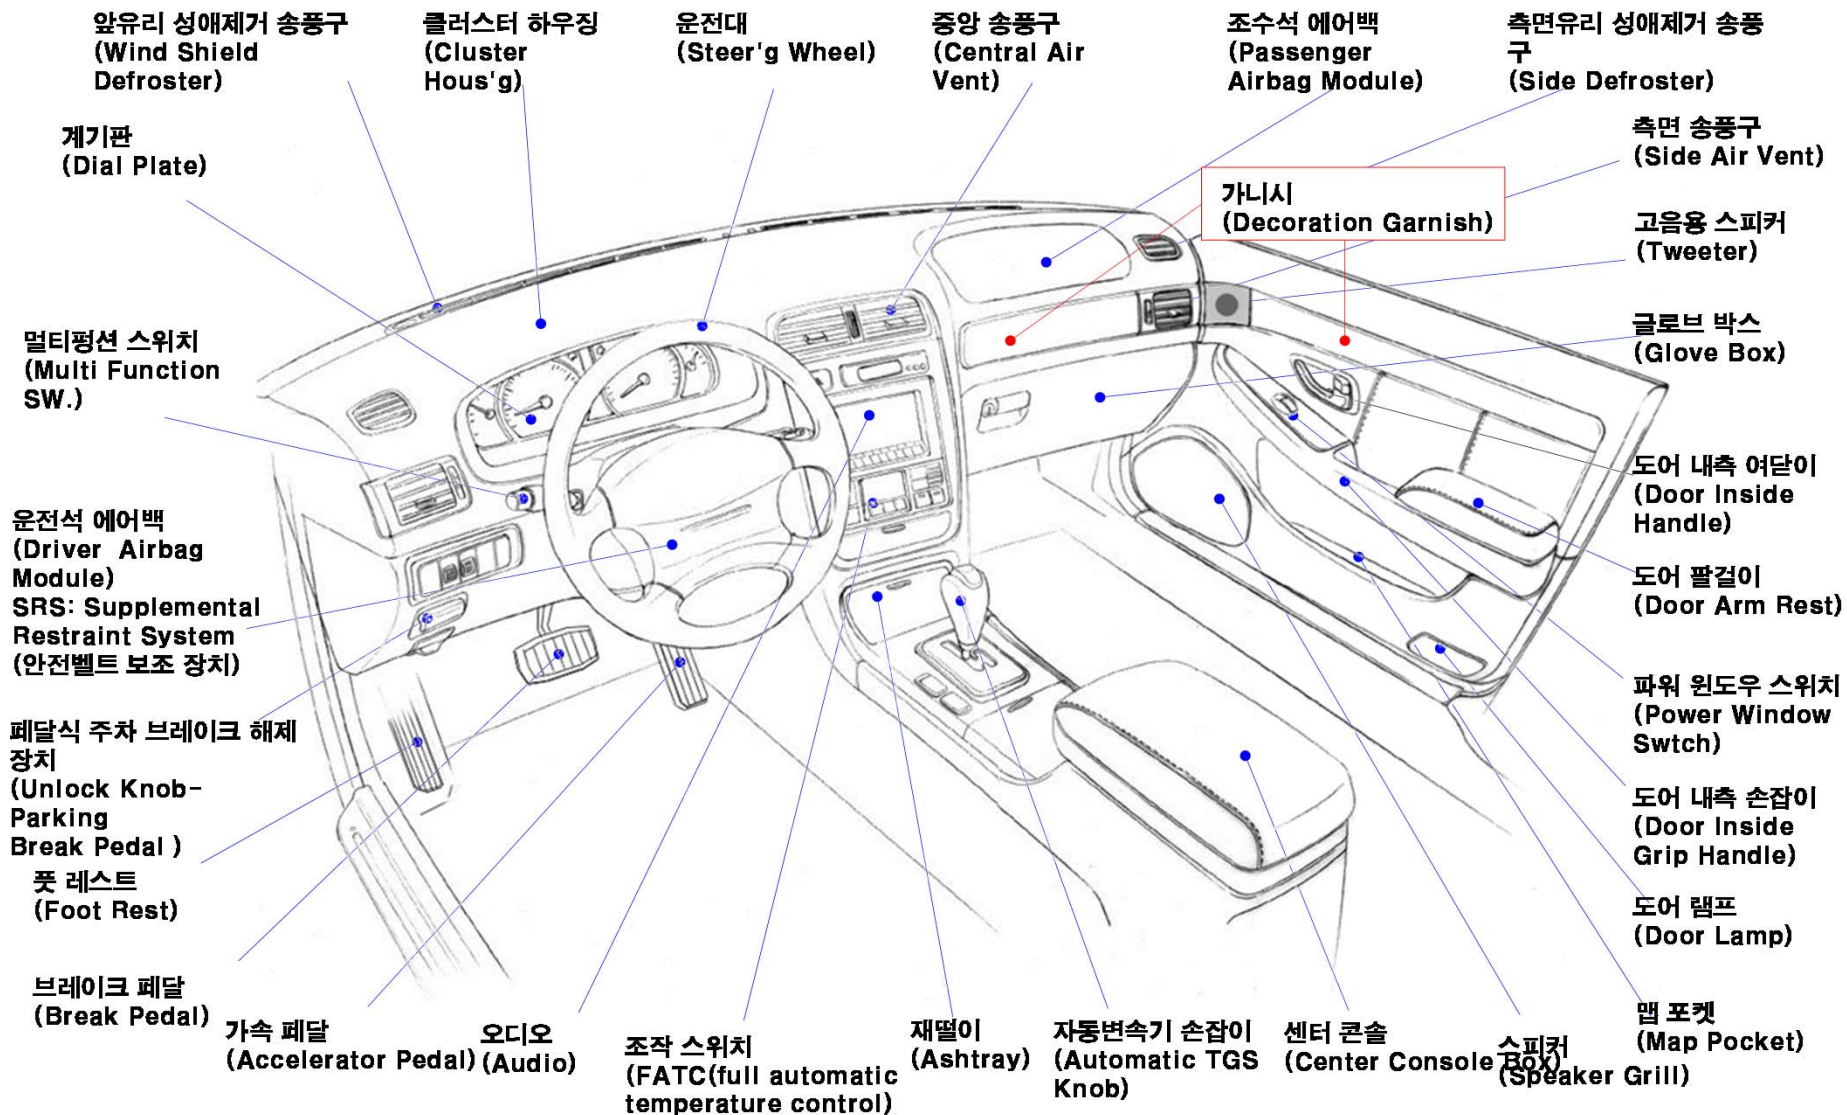 앞유리 성애제거 송풍구
(Wind Shield
Defroster)
클러스터 하우징
(Cluster
Hous'g)
운전대
(Steer'g Wheel)
중앙 송풍구
(Central Air
Vent)
조수석 에어백
(Passenger
Airbag Module)
측면유리 성애제거 송풍
구
(Side Defroster)
계기판
(Dial Plate)
측면 송풍구
(Side Air Vent)
가니시
(Decoration Garnish)
고음용 스피커
(Tweeter)
멀티펑션 스위치
(Multi Function
SW.)
글로브 박스
(Glove Box)
도어 내측 여닫이
(Door Inside
Handle)
운전석 에어백
(Driver Airbag
Module)
SRS: Supplemental
Restraint System
(안전벨트 보조 장치)
도어 팔걸이
(Door Arm Rest)
파워 윈도우 스위치
(Power Window
Swtch)
페달식 주차 브레이크 해제
장치
(Unlock Knob-
Parking
Break Pedal )
도어 내측 손잡이
(Door Inside
Grip Handle)
풋 레스트
(Foot Rest)
도어 램프
(Door Lamp)
브레이크 페달
(Break Pedal)
가속 페달
(Accelerator Pedal)
오디오
(Audio)
조작 스위치
(FATC(full automatic
temperature control)
재떨이
(Ashtray)
자동변속기 손잡이
(Automatic TGS
Knob)
센터 콘솔
(Center Console Box)
스피커
(Speaker Grill)
맵 포켓
(Map Pocket)